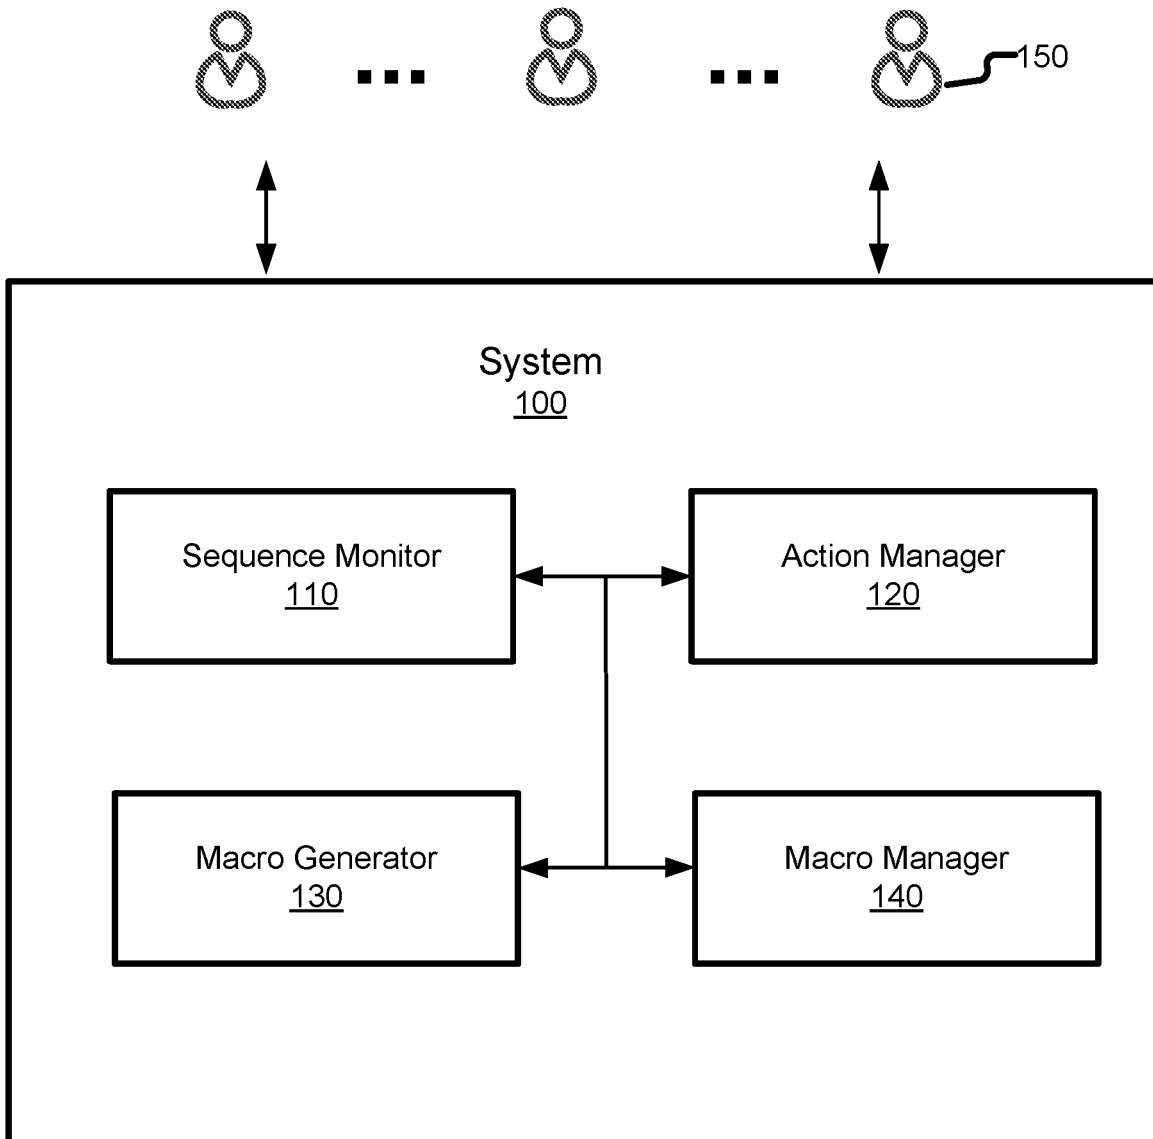 150
System
100
Sequence Monitor
110
Action Manager
120
Macro Generator
130
Macro Manager
140